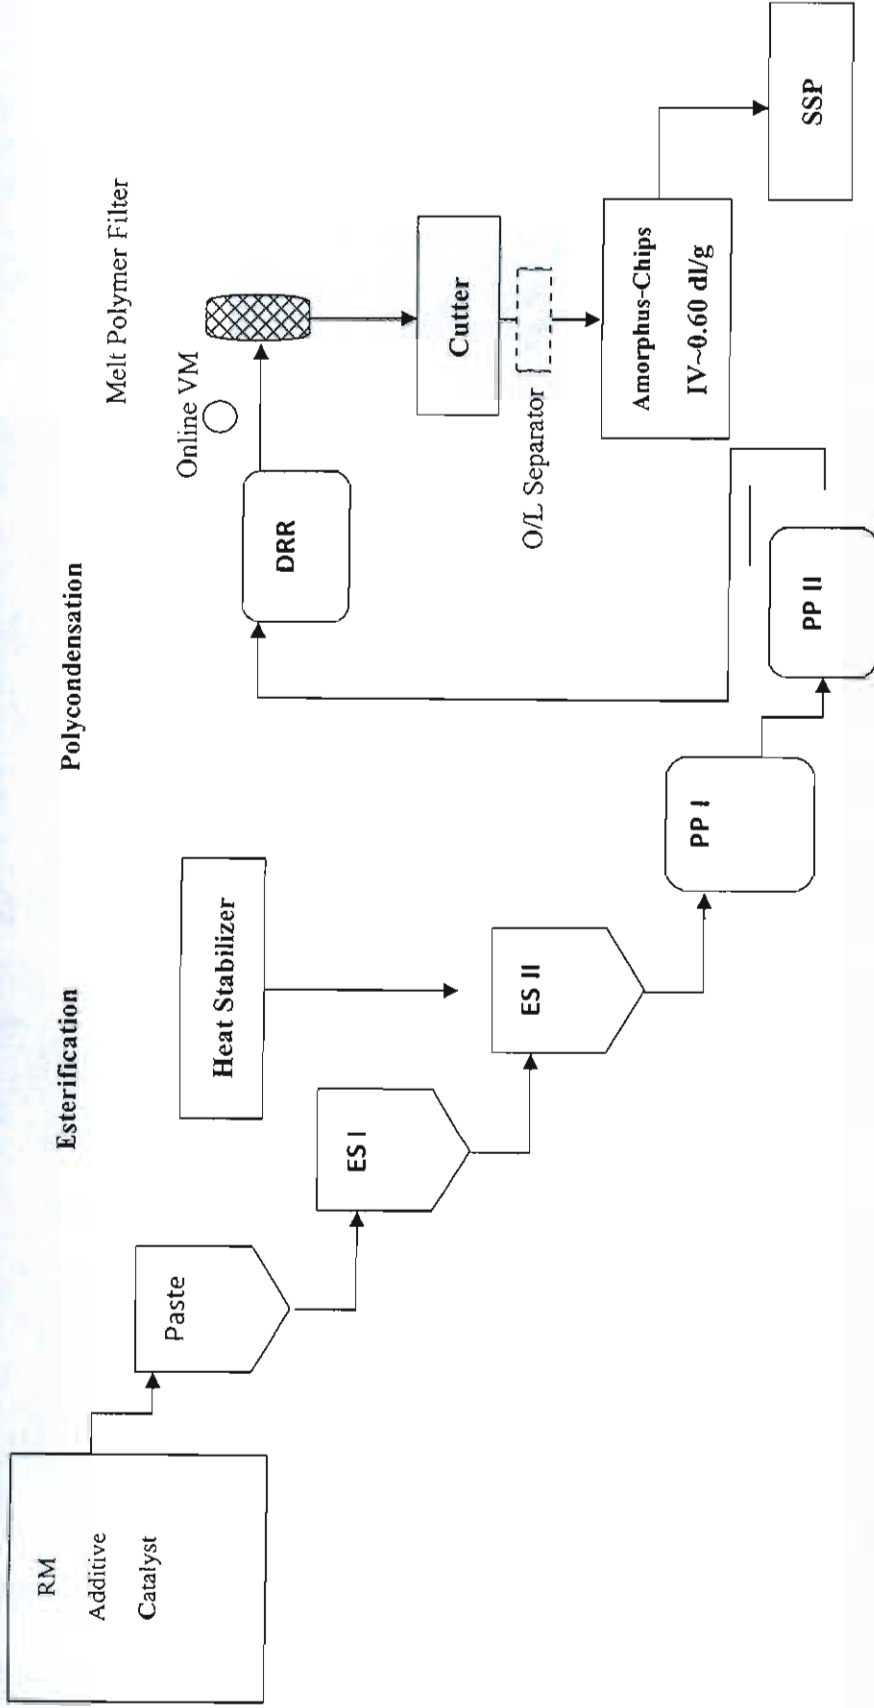 Esterification
Polycondensation
Melt Polymer Filter
RM
Additive
Catalyst
Paste
Heat Stabilizer
ES I
ES II
PP I
PP II
DRR
Online VM
Cutter
O/L Separator
Amorphus-Chips
IV~0.60 dl/g
SSP